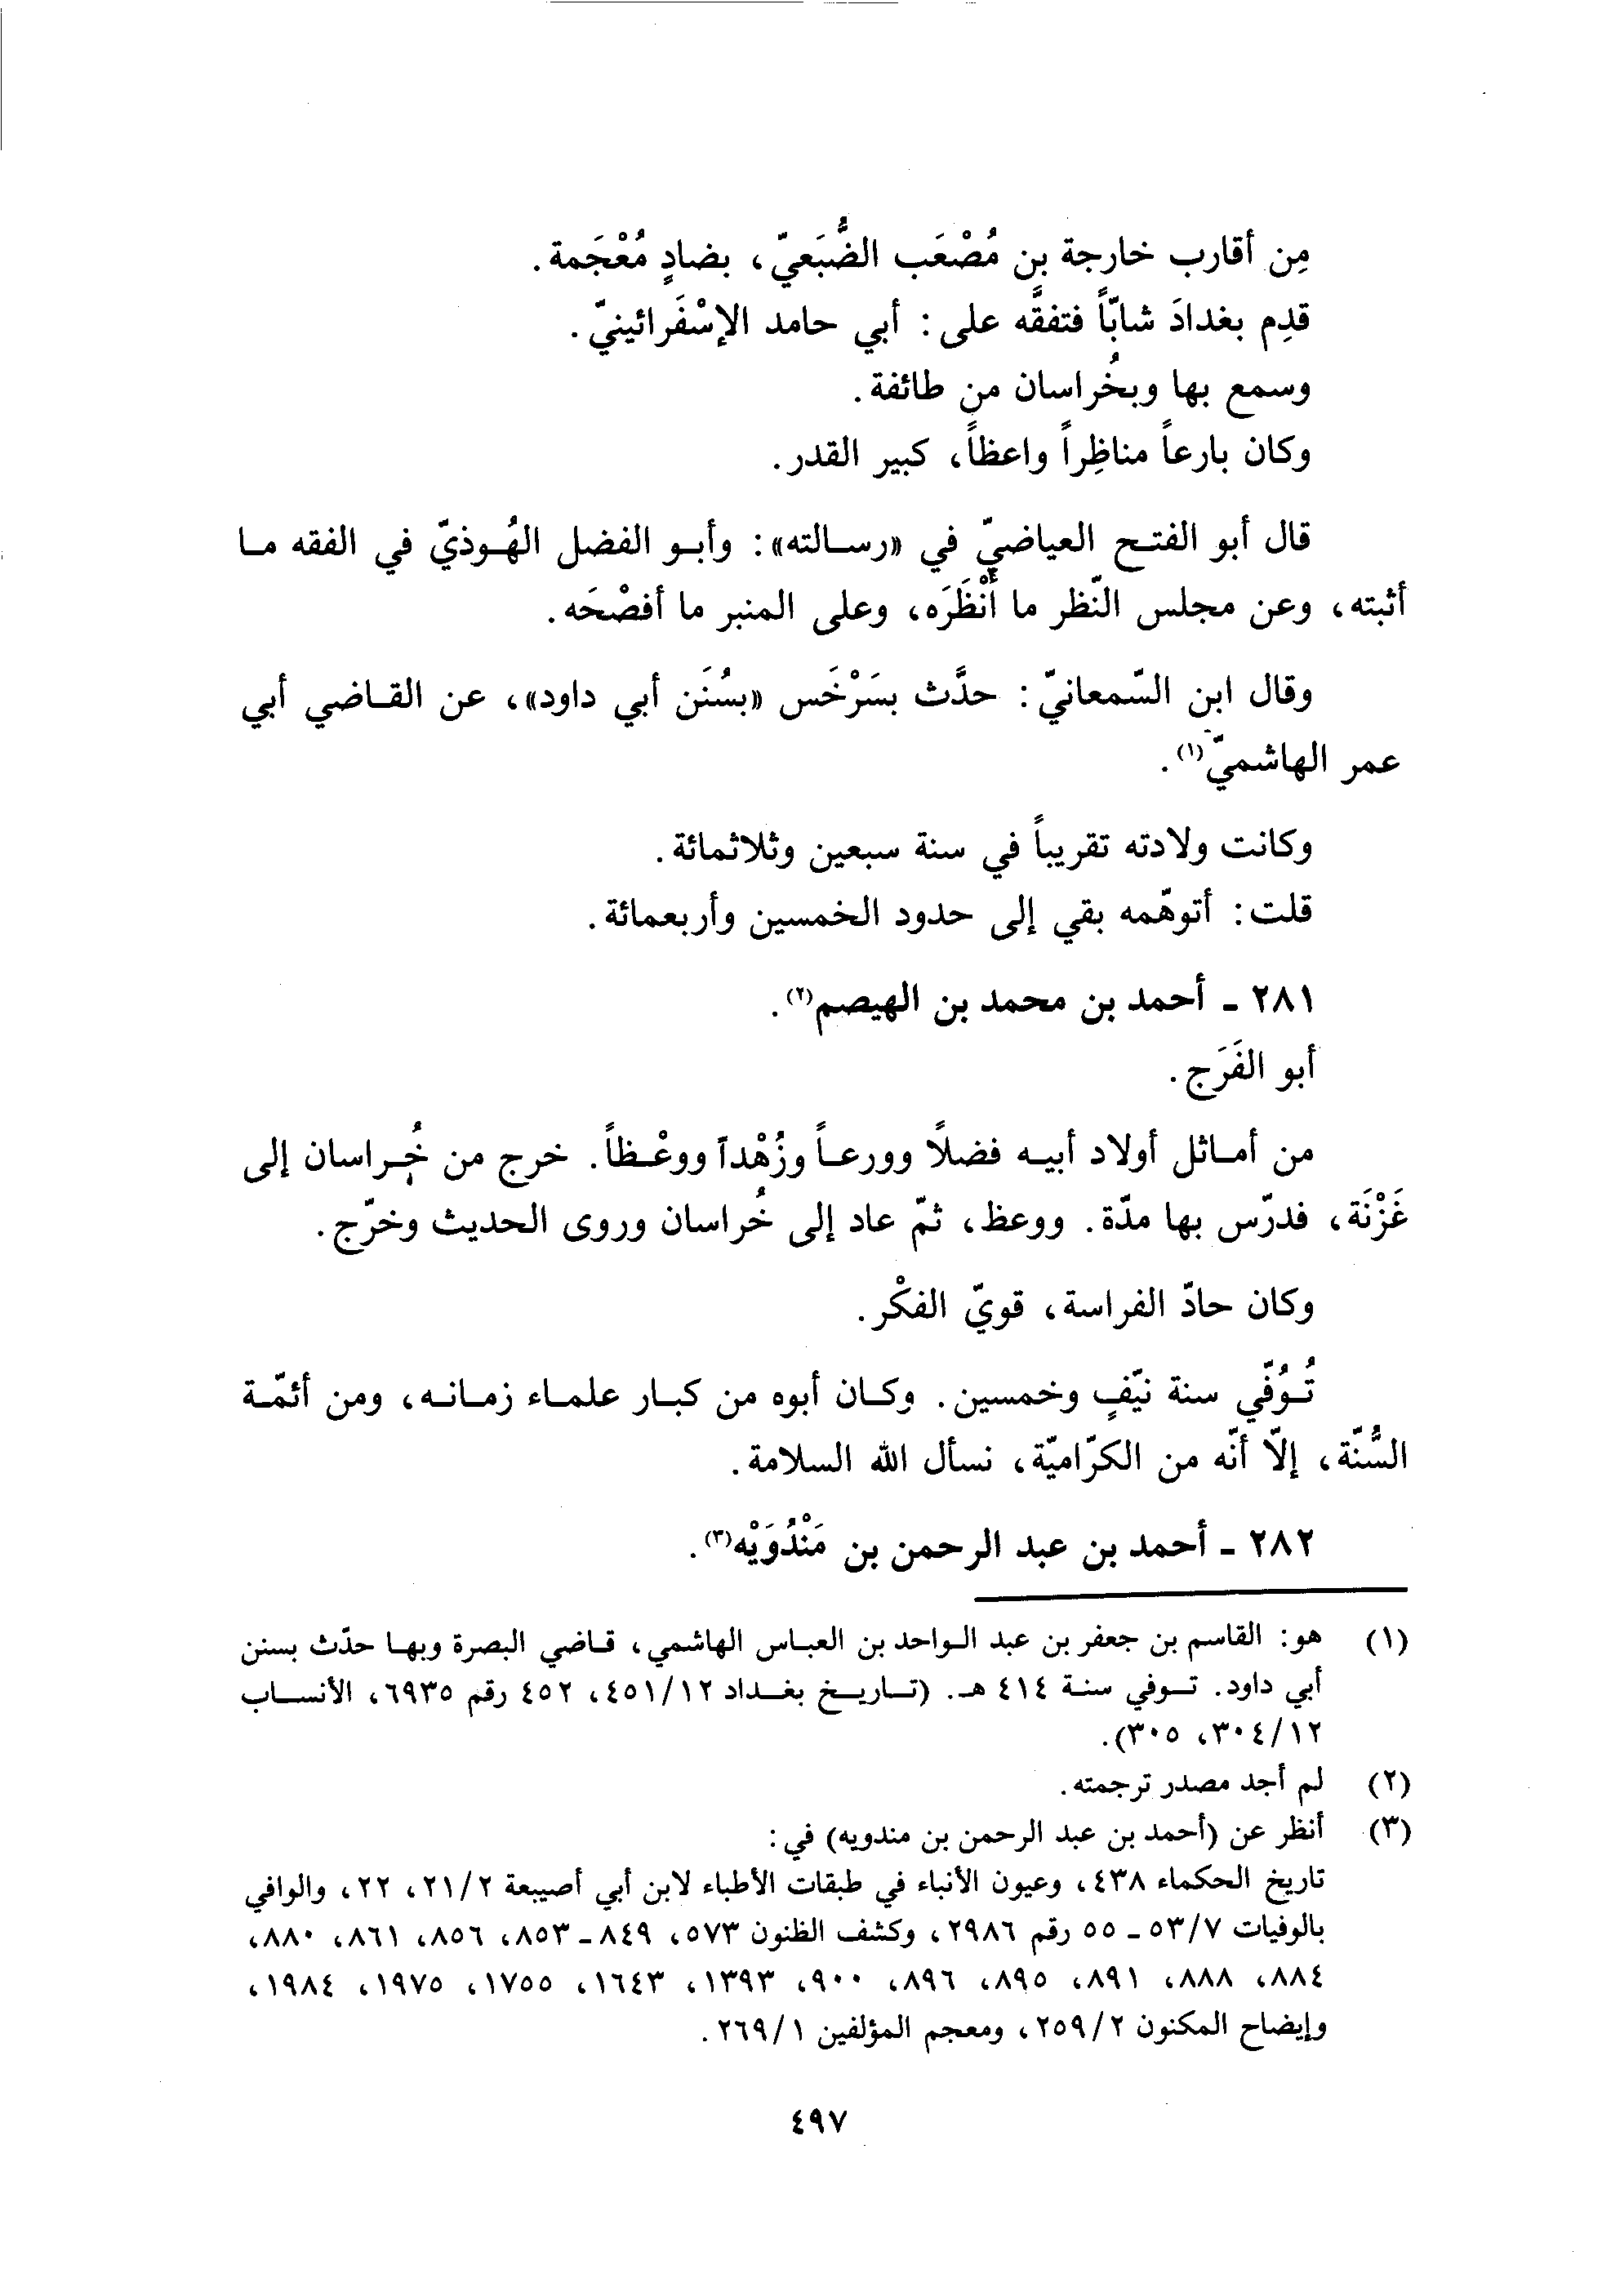 مِن أقارب خارجة بن مُصْعَب الضُّبَعيّ، بضادٍ مُعْجَمة.
قدِم بغدادَ شابّاً فتفقَّه على: أبي حامد الإسْفَرائينيّ.
وسمع بها وبخُراسان من طائفة.
وكان بارعاً مناظِراً واعظاً، كبير القدر.
قال أبو الفتح العياضيّ في «رسالته»: وأبو الفضل الهُوذيّ في الفقه ما
أثبته، وعن مجلس النّظر ما أَنْظَرَه، وعلى المنبر ما أفصْحَه.
وقال ابن السّمعانيّ: حدَّث بسَرْخَس «بسُنَن أبي داود»، عن القاضي أبي
عمر الهاشميّ(١).
وكانت ولادته تقريباً في سنة سبعين وثلاثمائة.
قلت: أتوهّمه بقي إلى حدود الخمسين وأربعمائة.
٢٨١ - أحمد بن محمد بن الهيصم(٢).
أبو الفَرَج.
من أماثل أولاد أبيه فضلاً وورعاً وزُهْداً ووعْظاً. خرج من خُراسان إلى
غَزْنَة، فدرّس بها مدّة. ووعظ، ثمّ عاد إلى خُراسان وروى الحديث وخرّج.
وكان حادّ الفراسة، قويّ الفكْر.
تُوُفّي سنة نيّفٍ وخمسين. وكان أبوه من كبار علماء زمانه، ومن أئمّة
السُّنّة، إلاّ أنّه من الكرّاميّة، نسأل الله السلامة.
٢٨٢ - أحمد بن عبد الرحمن بن مَنْدُوَيْه(٣).
(١) هو: القاسم بن جعفر بن عبد الواحد بن العباس الهاشمي، قاضي البصرة وبها حدّث بسنن
أبي داود. توفي سنة ٤١٤ هـ. (تاريخ بغداد ٤٥١/١٢، ٤٥٢ رقم ٦٩٣٥، الأنساب
٣٠٤/١٢، ٣٠٥).
(٢) لم أجد مصدر ترجمته.
(٣) أنظر عن (أحمد بن عبد الرحمن بن مندويه) في:
تاريخ الحكماء ٤٣٨، وعيون الأنباء في طبقات الأطباء لابن أبي أصيبعة ٢١/٢، ٢٢، والوافي
بالوفيات ٥٣/٧ - ٥٥ رقم ٢٩٨٦، وكشف الظنون ٥٧٣، ٨٤٩ - ٨٥٣، ٨٥٦، ٨٦١، ٨٨٠،
٨٨٤، ٨٨٨، ٨٩١، ٨٩٥، ٨٩٦، ٩٠٠، ١٣٩٣، ١٦٤٣، ١٧٥٥، ١٩٧٥، ١٩٨٤،
وإيضاح المكنون ٢٥٩/٢، ومعجم المؤلفين ٢٦٩/١.
٤٩٧